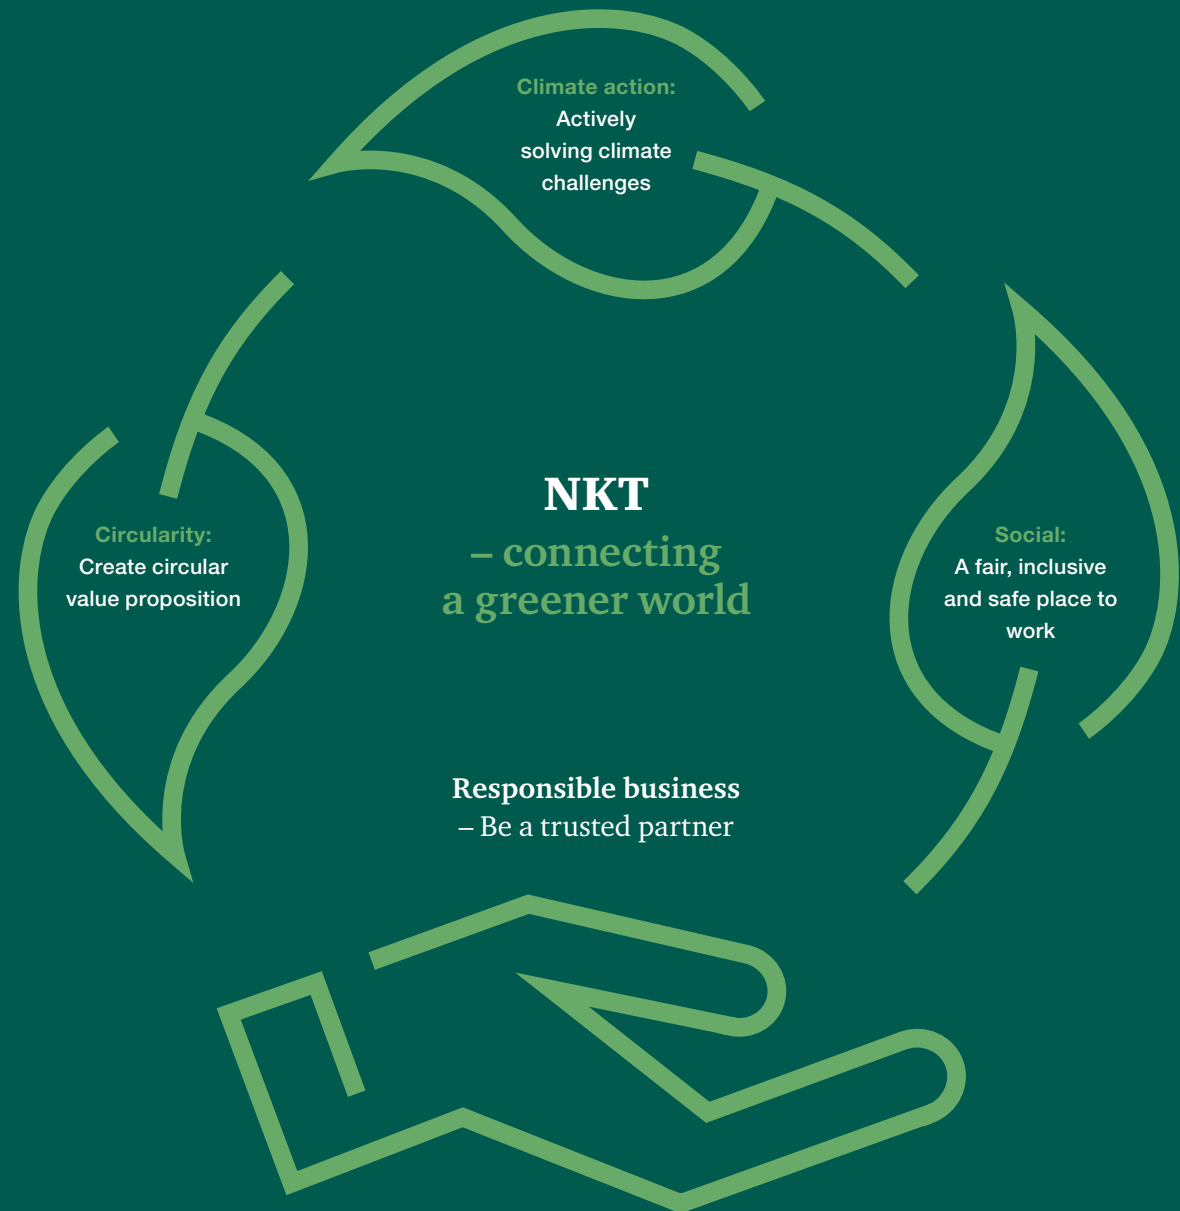 Climate action:
Actively
solving climate
challenges
NKT
– connecting
a greener world
Circularity:
Create circular
value proposition
Social:
A fair, inclusive
and safe place to
work
Responsible business
– Be a trusted partner